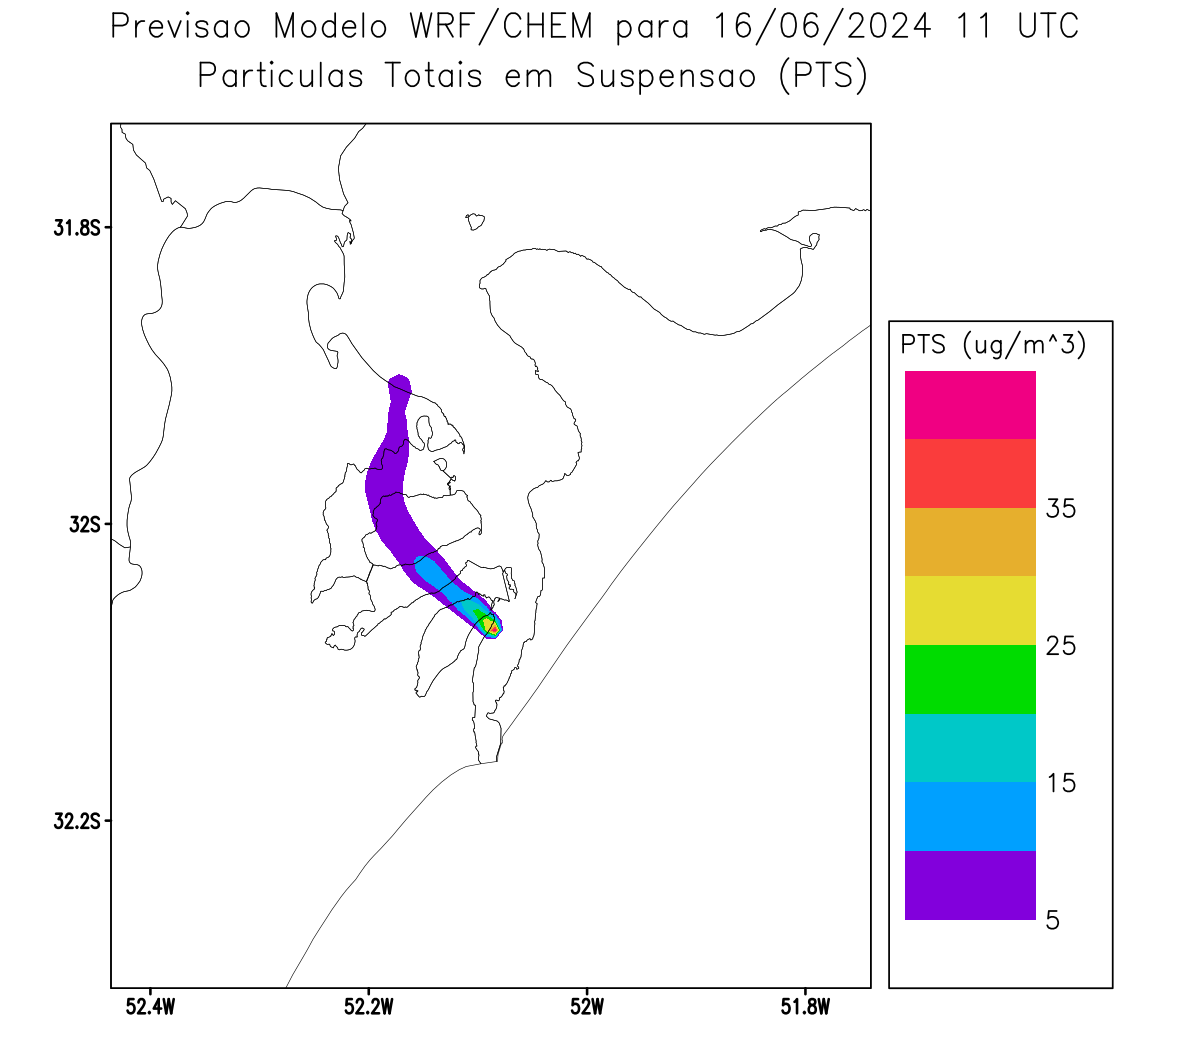 Previsao Modelo WRF/CHEM para 16/06/2024 11 UTC
Particulas Totais em Suspensao (PTS)
31.8S
32S
32.2S
52.4W
52.2W
52W
51.8W
PTS (ug/m^3)
35
25
15
5